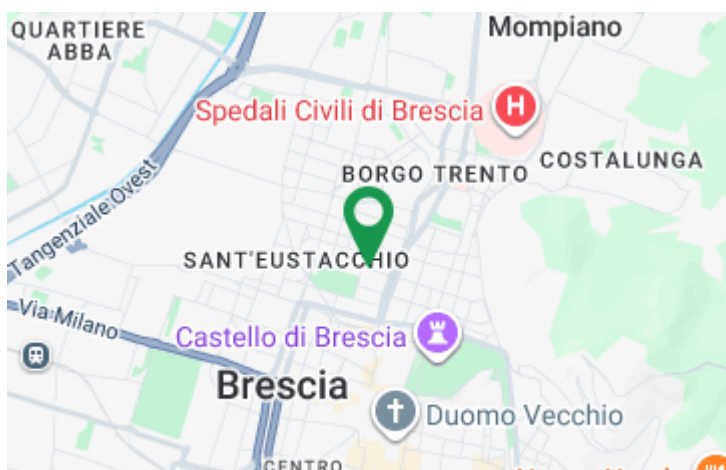 QUARTIERE
ABBA
Mompiano
Spedali Civili di Brescia
H
COSTALUNGA
BORGO TRENTO
Tangenziale Ovest
SANT'EUSTACCHIO
Via Milano
Castello di Brescia
Brescia
Duomo Vecchio
CENTRO